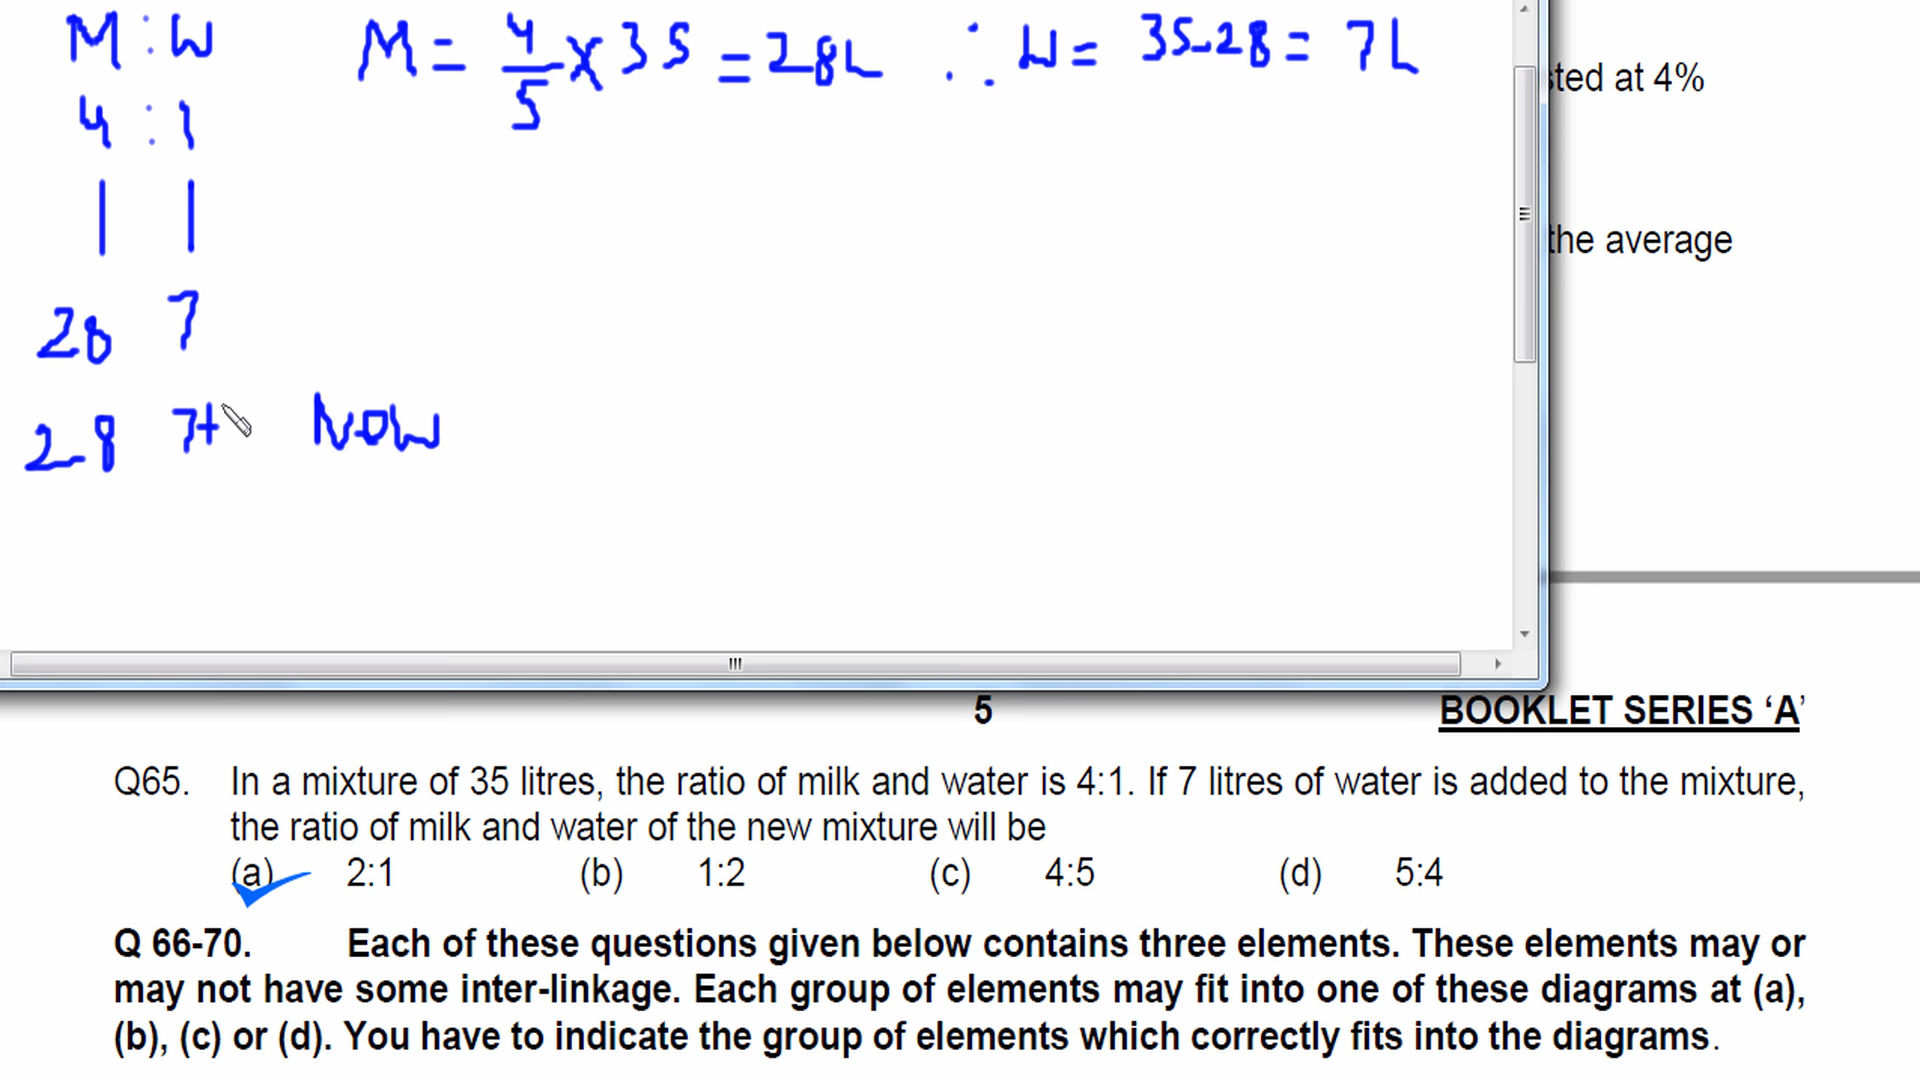 M : W M = 4/5 X 35 = 28L ∴ W = 35-28 = 7L
4 : 1
28 7
28 7+ NOW
sted at 4%
the average
5 BOOKLET SERIES ‘A’
Q65. In a mixture of 35 litres, the ratio of milk and water is 4:1. If 7 litres of water is added to the mixture,
the ratio of milk and water of the new mixture will be
(a) 2:1 (b) 1:2 (c) 4:5 (d) 5:4
Q 66-70. Each of these questions given below contains three elements. These elements may or
may not have some inter-linkage. Each group of elements may fit into one of these diagrams at (a),
(b), (c) or (d). You have to indicate the group of elements which correctly fits into the diagrams.